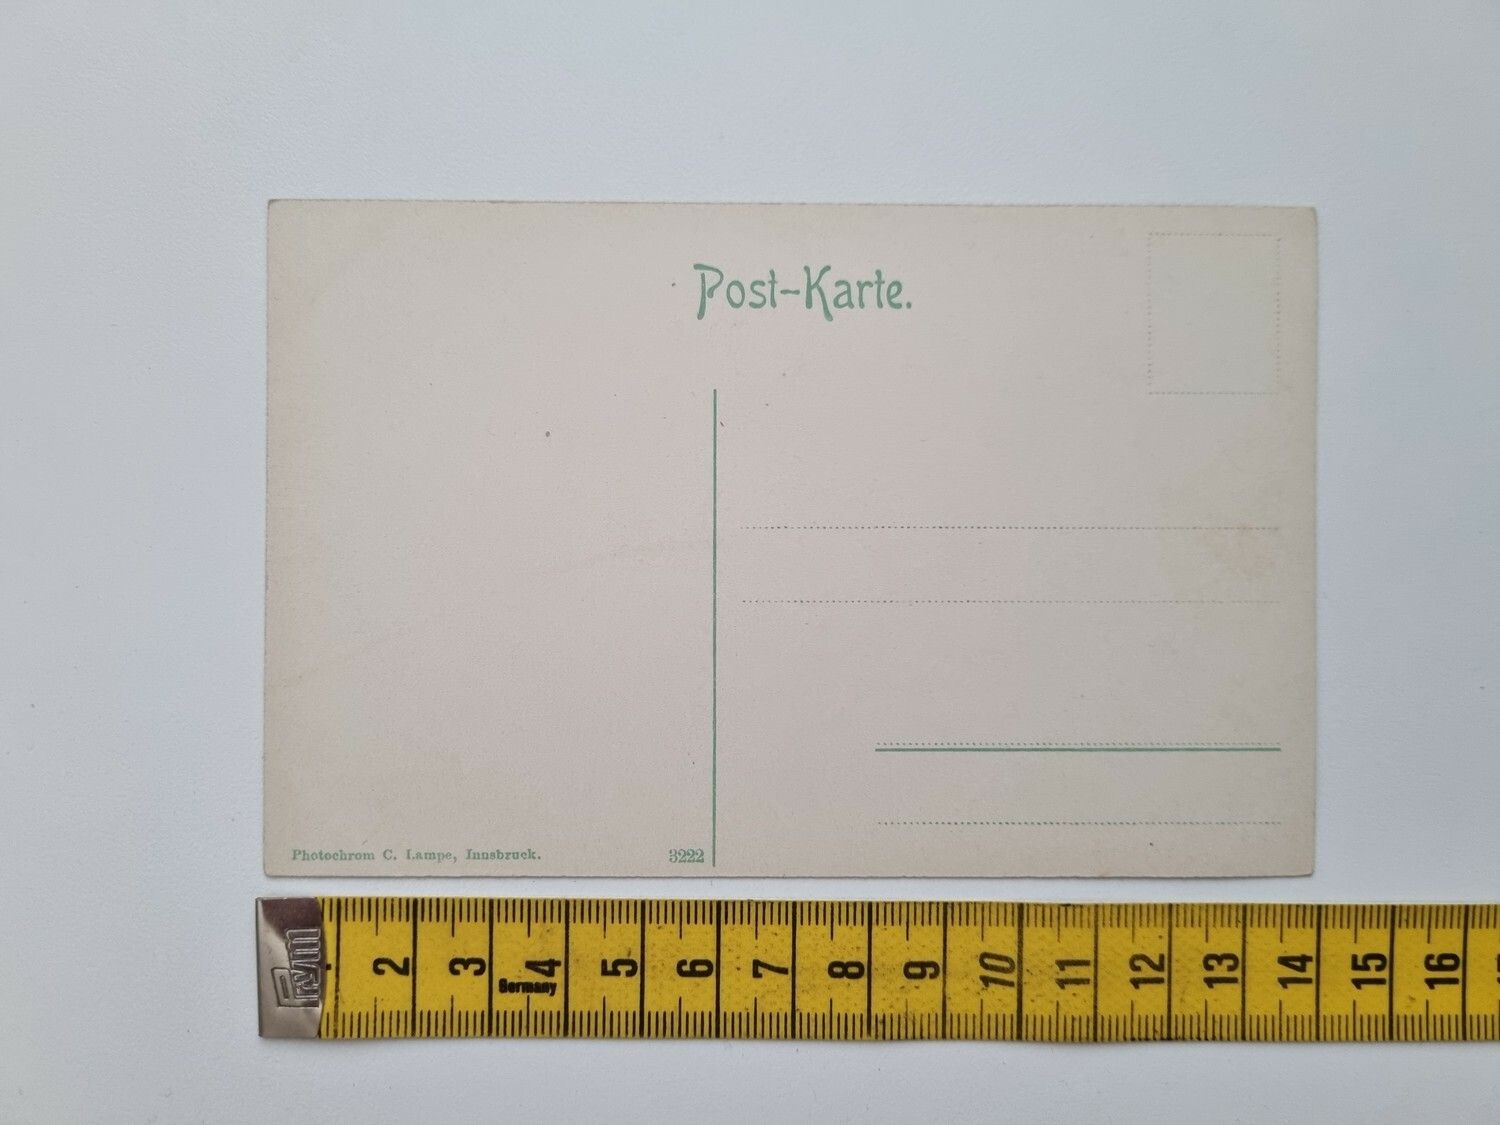 Post-Karte.
Photochrom C. Lampe, Innsbruck.
3222
Prym
2 3 4 5 6 7 8 9 10 11 12 13 14 15 16
Germany